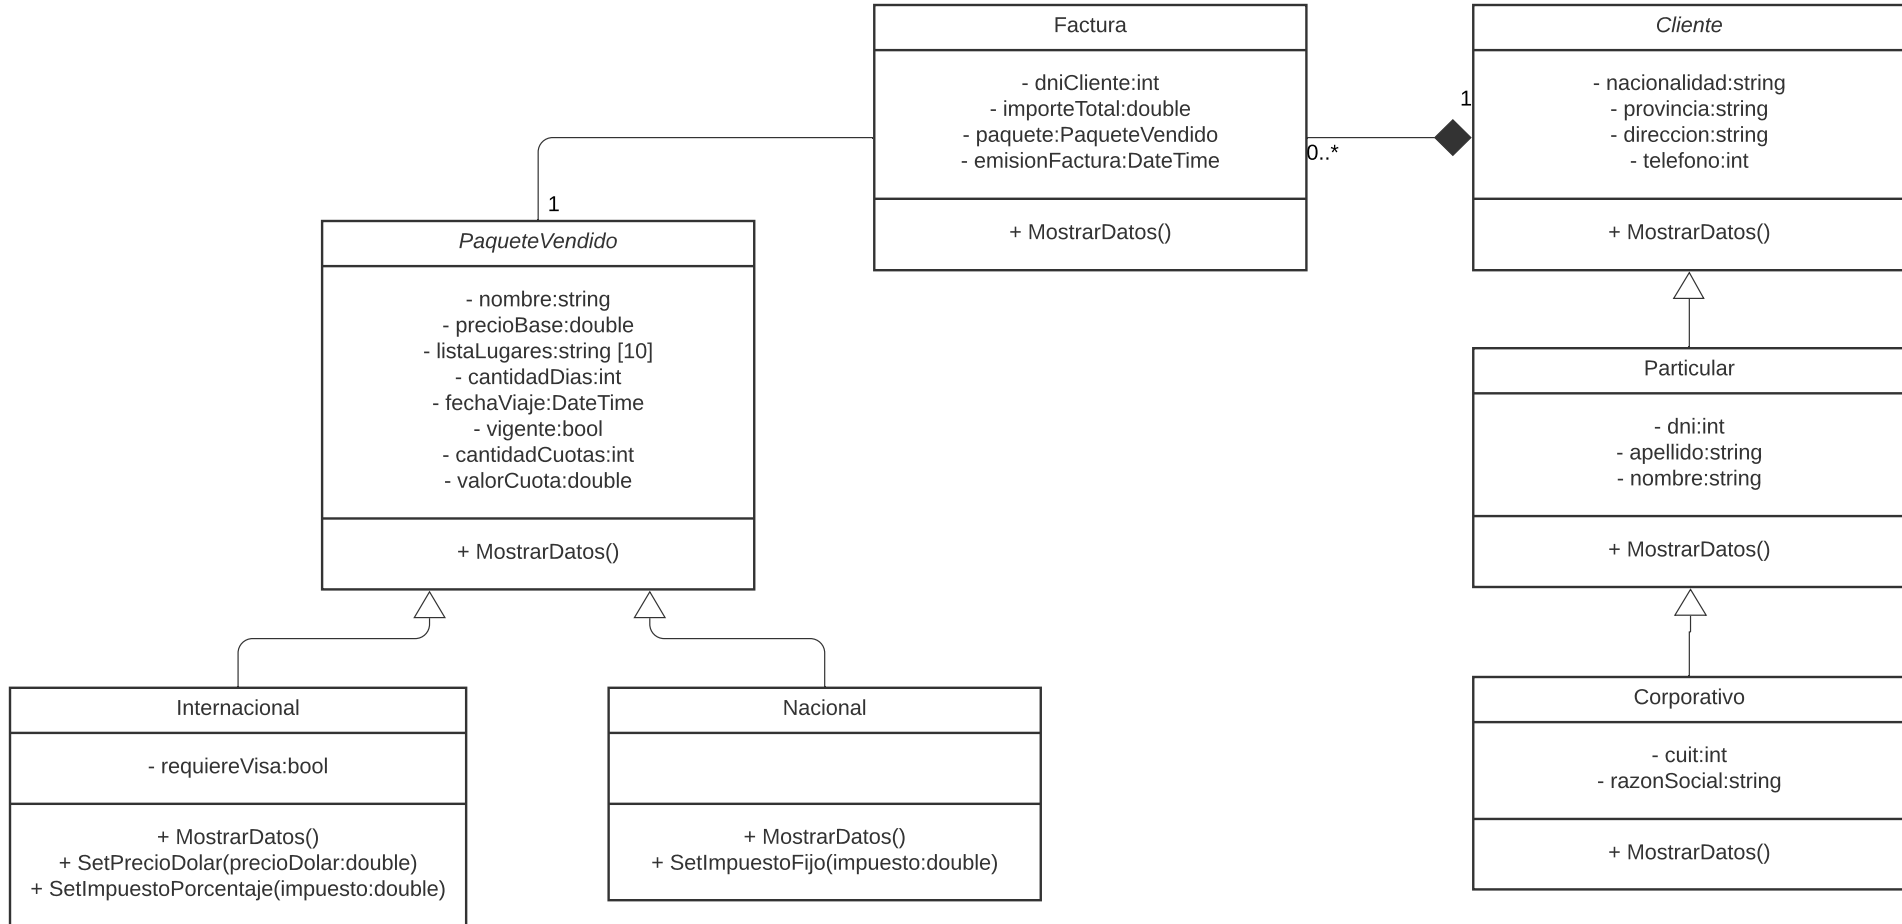 Factura
- dniCliente:int
- importeTotal:double
- paquete:PaqueteVendido
- emisionFactura:DateTime
+ MostrarDatos()
1
0..*
Cliente
- nacionalidad:string
- provincia:string
- direccion:string
- telefono:int
+ MostrarDatos()
1
PaqueteVendido
- nombre:string
- precioBase:double
- listaLugares:string [10]
- cantidadDias:int
- fechaViaje:DateTime
- vigente:bool
- cantidadCuotas:int
- valorCuota:double
+ MostrarDatos()
Particular
- dni:int
- apellido:string
- nombre:string
+ MostrarDatos()
Internacional
- requiereVisa:bool
+ MostrarDatos()
+ SetPrecioDolar(precioDolar:double)
+ SetImpuestoPorcentaje(impuesto:double)
Nacional
+ MostrarDatos()
+ SetImpuestoFijo(impuesto:double)
Corporativo
- cuit:int
- razonSocial:string
+ MostrarDatos()